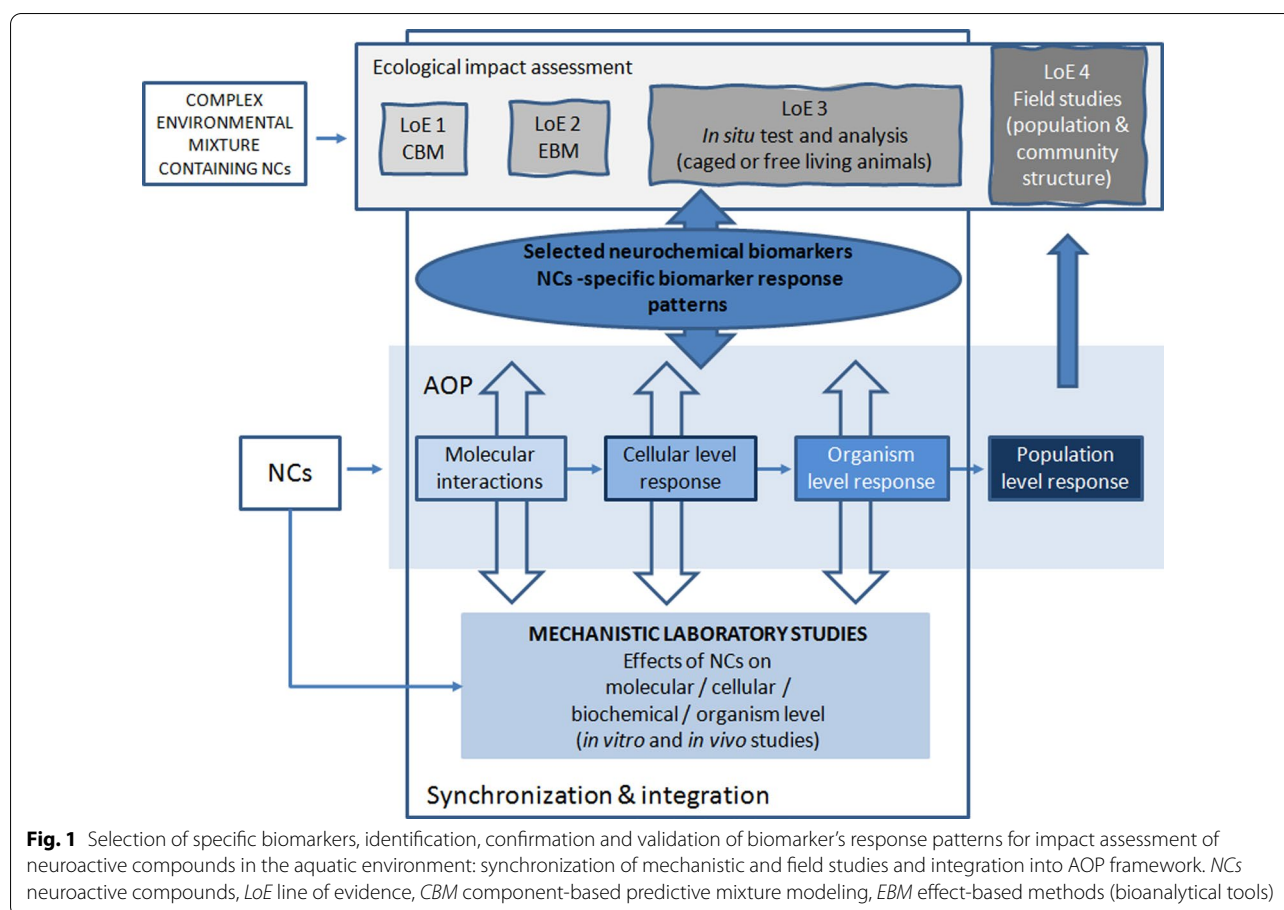 Ecological impact assessment
COMPLEX
ENVIRONMENTAL
MIXTURE
CONTAINING NCs
LoE 1
CBM
LoE 2
EBM
LoE 3
In situ test and analysis
(caged or free living animals)
LoE 4
Field studies
(population &
community
structure)
Selected neurochemical biomarkers
NCs -specific biomarker response
patterns
AOP
NCs
Molecular
interactions
Cellular level
response
Organism
level response
Population
level response
MECHANISTIC LABORATORY STUDIES
Effects of NCs on
molecular / cellular /
biochemical / organism level
(in vitro and in vivo studies)
Synchronization & integration
Fig. 1 Selection of specific biomarkers, identification, confirmation and validation of biomarker's response patterns for impact assessment of
neuroactive compounds in the aquatic environment: synchronization of mechanistic and field studies and integration into AOP framework. NCs
neuroactive compounds, LoE line of evidence, CBM component-based predictive mixture modeling, EBM effect-based methods (bioanalytical tools)